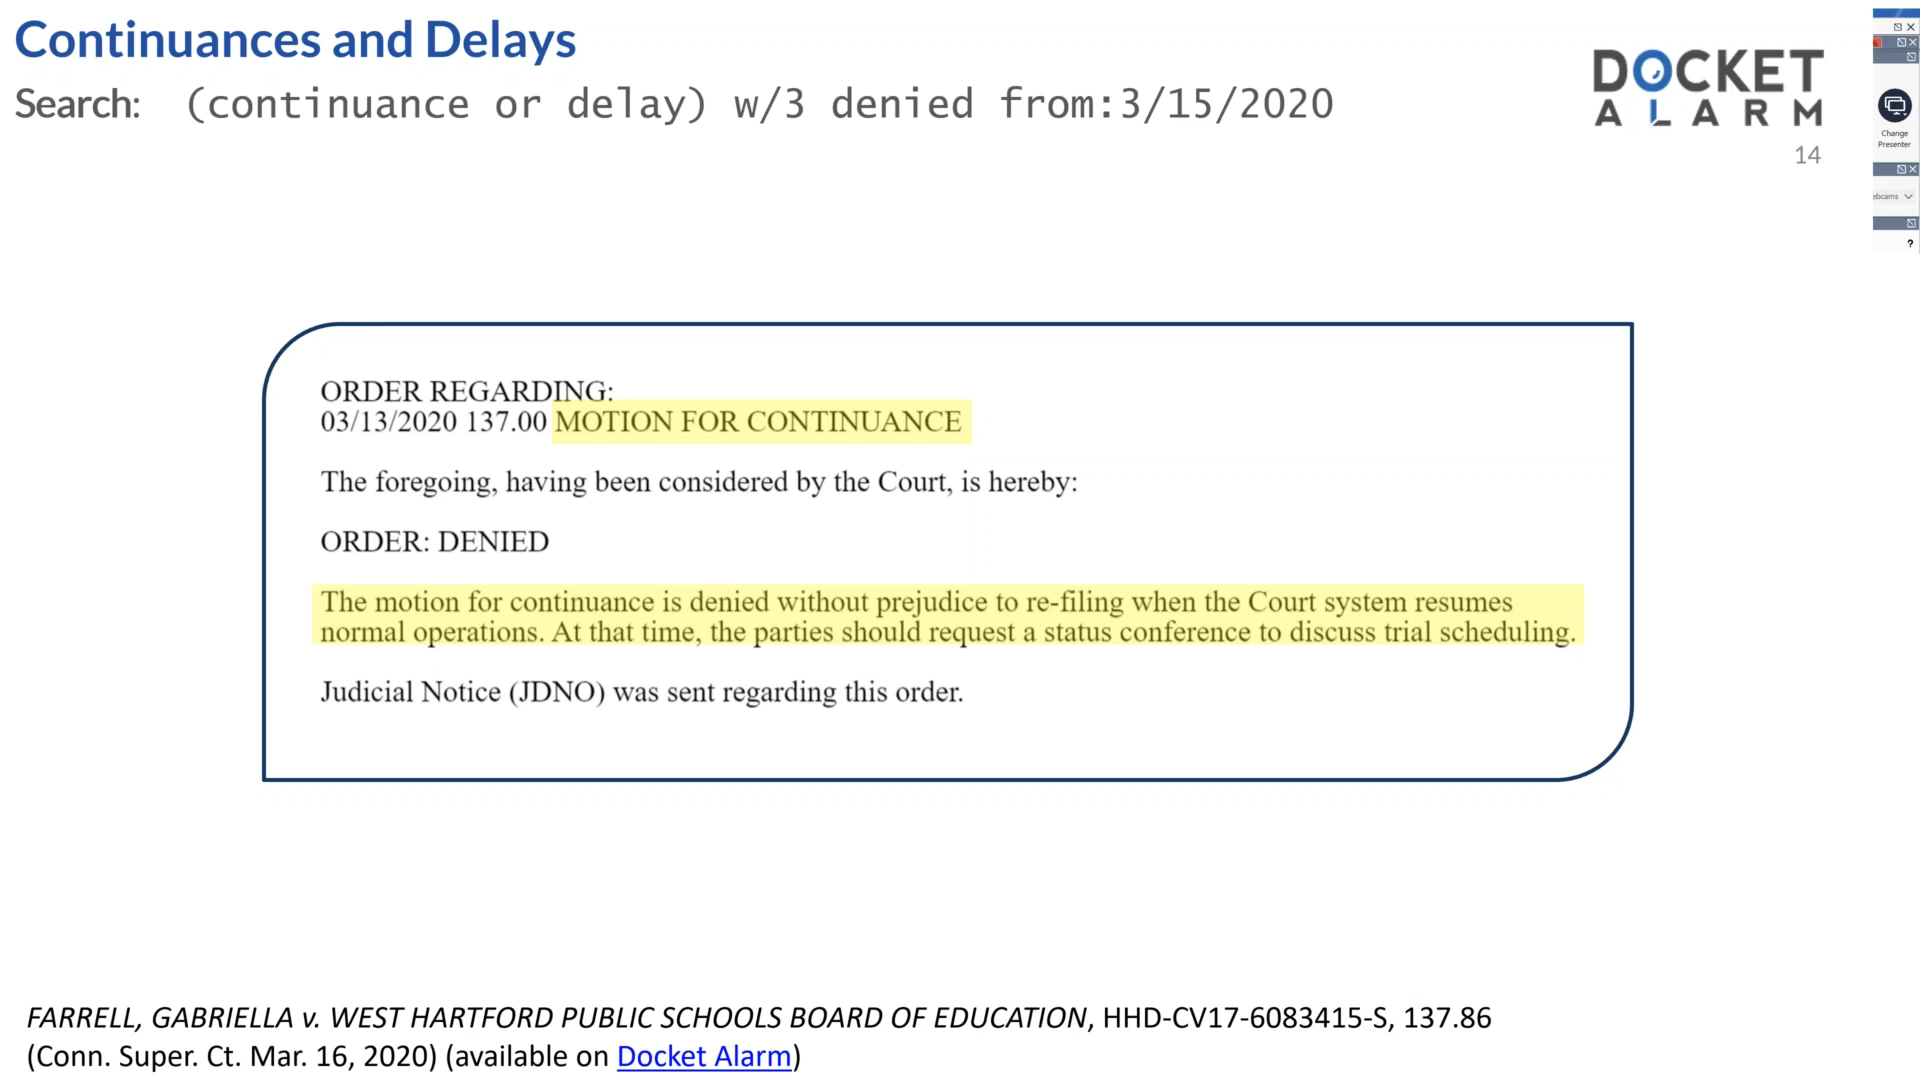 Continuances and Delays
Search: (continuance or delay) w/3 denied from:3/15/2020
DOCKET
ALARM
14
Change
Presenter
ebcams
?
ORDER REGARDING:
03/13/2020 137.00 MOTION FOR CONTINUANCE
The foregoing, having been considered by the Court, is hereby:
ORDER: DENIED
The motion for continuance is denied without prejudice to re-filing when the Court system resumes
normal operations. At that time, the parties should request a status conference to discuss trial scheduling.
Judicial Notice (JDNO) was sent regarding this order.
FARRELL, GABRIELLA v. WEST HARTFORD PUBLIC SCHOOLS BOARD OF EDUCATION, HHD-CV17-6083415-S, 137.86
(Conn. Super. Ct. Mar. 16, 2020) (available on Docket Alarm)